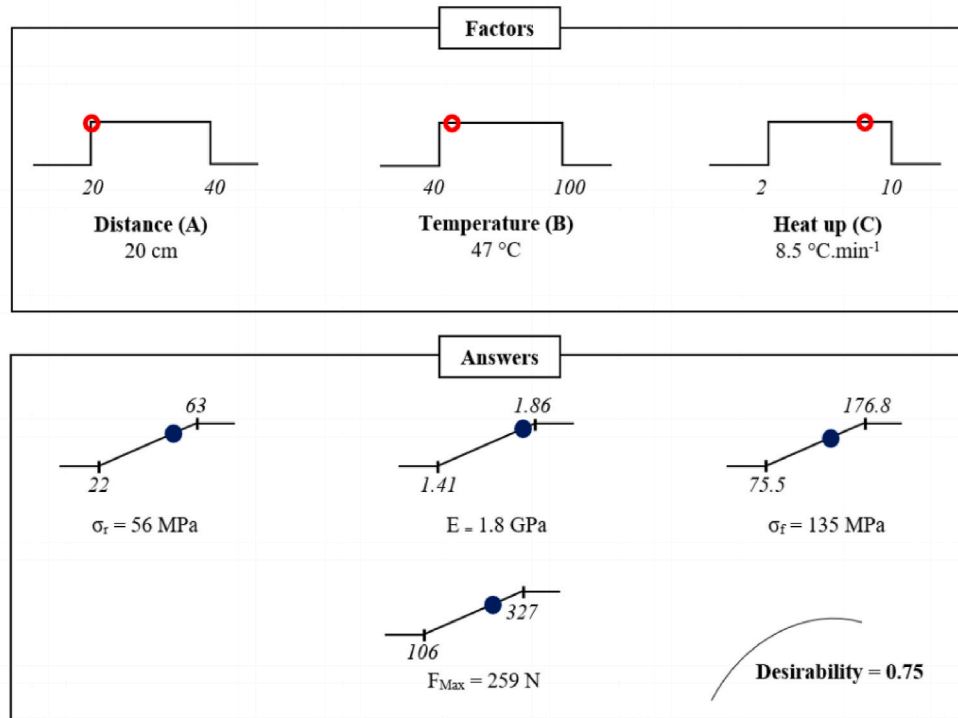 Factors
20 40 40 100 2 10
Distance (A) Temperature (B) Heat up (C)
20 cm 47 °C 8.5 °C.min⁻¹
Answers
63 1.86 176.8
22 1.41 75.5
σr = 56 MPa E = 1.8 GPa σf = 135 MPa
327
106
Desirability = 0.75
FMax = 259 N